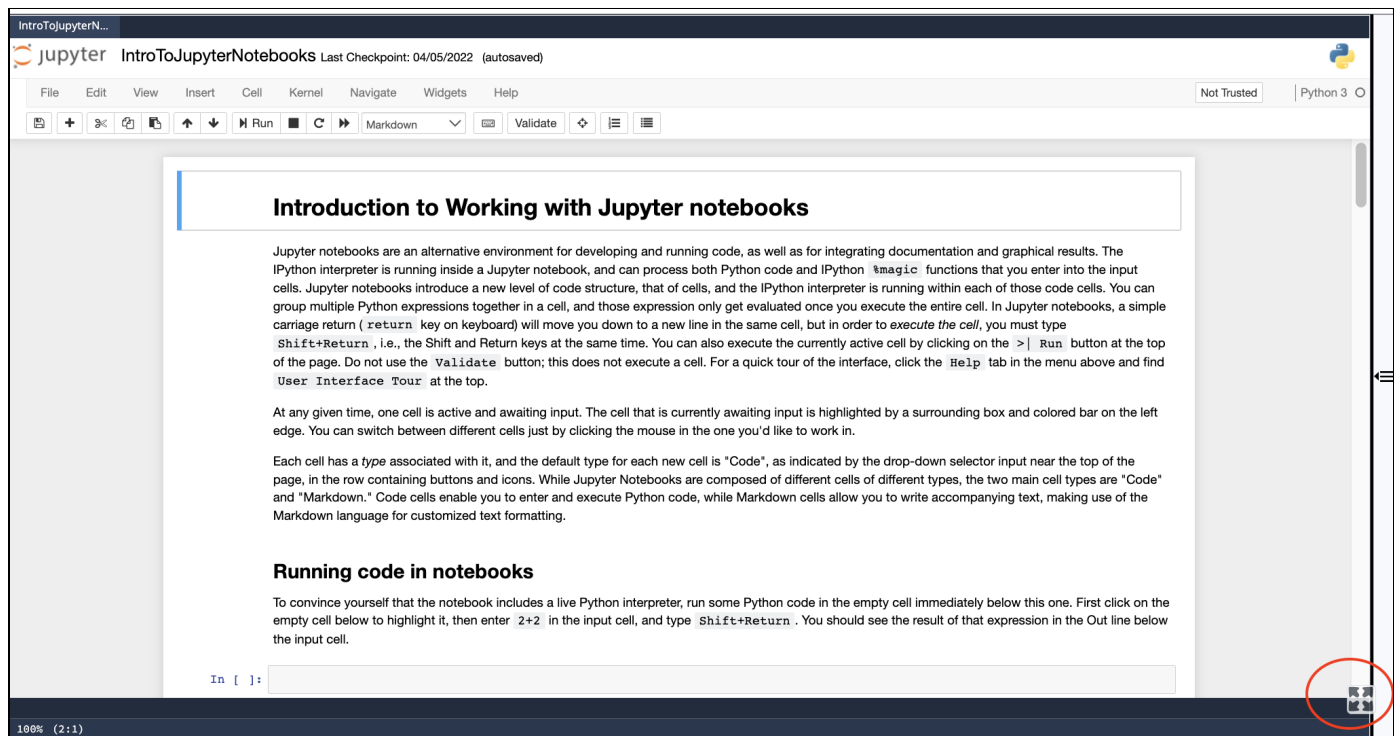 IntroToJupyterN...
jupyter IntroToJupyterNotebooks Last Checkpoint: 04/05/2022 (autosaved)
File Edit View Insert Cell Kernel Navigate Widgets Help Not Trusted Python 3
Run Markdown Validate
Introduction to Working with Jupyter notebooks
Jupyter notebooks are an alternative environment for developing and running code, as well as for integrating documentation and graphical results. The
IPython interpreter is running inside a Jupyter notebook, and can process both Python code and IPython %magic functions that you enter into the input
cells. Jupyter notebooks introduce a new level of code structure, that of cells, and the IPython interpreter is running within each of those code cells. You can
group multiple Python expressions together in a cell, and those expression only get evaluated once you execute the entire cell. In Jupyter notebooks, a simple
carriage return ( return key on keyboard) will move you down to a new line in the same cell, but in order to execute the cell, you must type
Shift+Return , i.e., the Shift and Return keys at the same time. You can also execute the currently active cell by clicking on the >| Run button at the top
of the page. Do not use the Validate button; this does not execute a cell. For a quick tour of the interface, click the Help tab in the menu above and find
User Interface Tour at the top.
At any given time, one cell is active and awaiting input. The cell that is currently awaiting input is highlighted by a surrounding box and colored bar on the left
edge. You can switch between different cells just by clicking the mouse in the one you'd like to work in.
Each cell has a type associated with it, and the default type for each new cell is "Code", as indicated by the drop-down selector input near the top of the
page, in the row containing buttons and icons. While Jupyter Notebooks are composed of different cells of different types, the two main cell types are "Code"
and "Markdown." Code cells enable you to enter and execute Python code, while Markdown cells allow you to write accompanying text, making use of the
Markdown language for customized text formatting.
Running code in notebooks
To convince yourself that the notebook includes a live Python interpreter, run some Python code in the empty cell immediately below this one. First click on the
empty cell below to highlight it, then enter 2+2 in the input cell, and type Shift+Return . You should see the result of that expression in the Out line below
the input cell.
In [ ]:
100% (2:1)